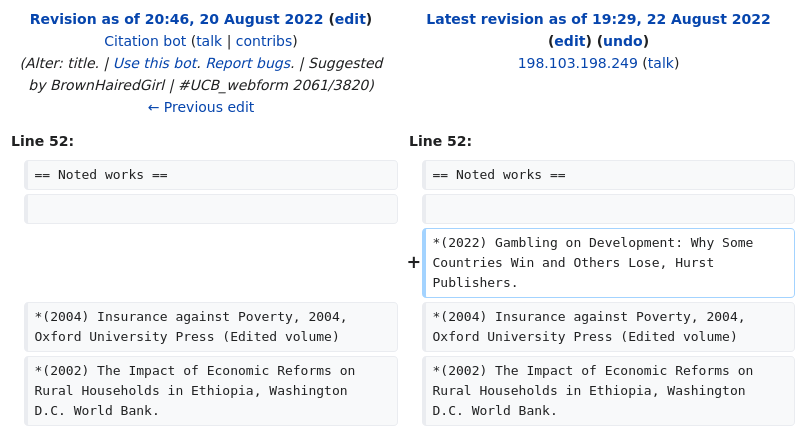 Revision as of 20:46, 20 August 2022 (edit)
Citation bot (talk | contribs)
(Alter: title. | Use this bot. Report bugs. | Suggested
by BrownHairedGirl | #UCB_webform 2061/3820)
← Previous edit
Latest revision as of 19:29, 22 August 2022
(edit) (undo)
198.103.198.249 (talk)
Line 52:
Line 52:
== Noted works ==
== Noted works ==
+
*(2022) Gambling on Development: Why Some
Countries Win and Others Lose, Hurst
Publishers.
*(2004) Insurance against Poverty, 2004,
Oxford University Press (Edited volume)
*(2004) Insurance against Poverty, 2004,
Oxford University Press (Edited volume)
*(2002) The Impact of Economic Reforms on
Rural Households in Ethiopia, Washington
D.C. World Bank.
*(2002) The Impact of Economic Reforms on
Rural Households in Ethiopia, Washington
D.C. World Bank.